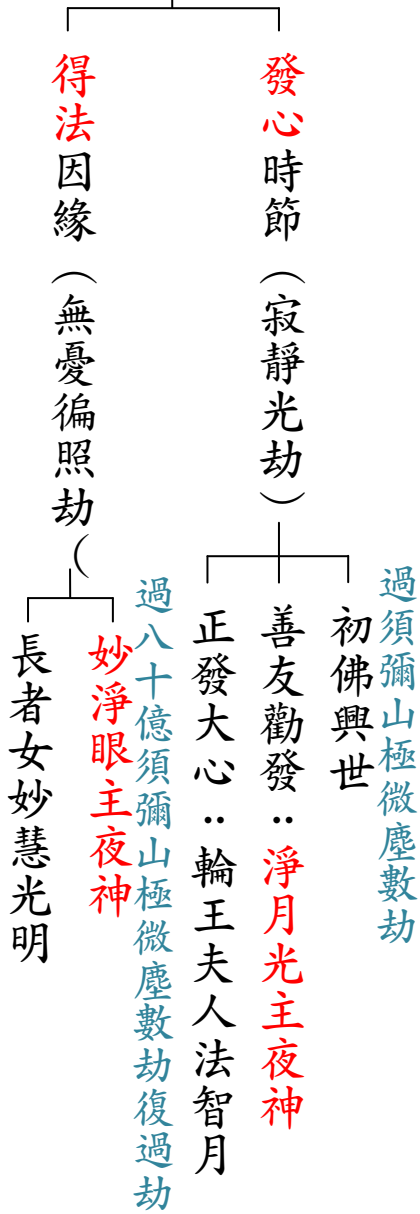 發心時節（寂靜光劫）
過須彌山極微塵數劫
初佛興世
善友勸發：淨月光主夜神
正發大心：輪王夫人法智月
得法因緣（無憂徧照劫（
過八十億須彌山極微塵數劫復過劫
妙淨眼主夜神
長者女妙慧光明